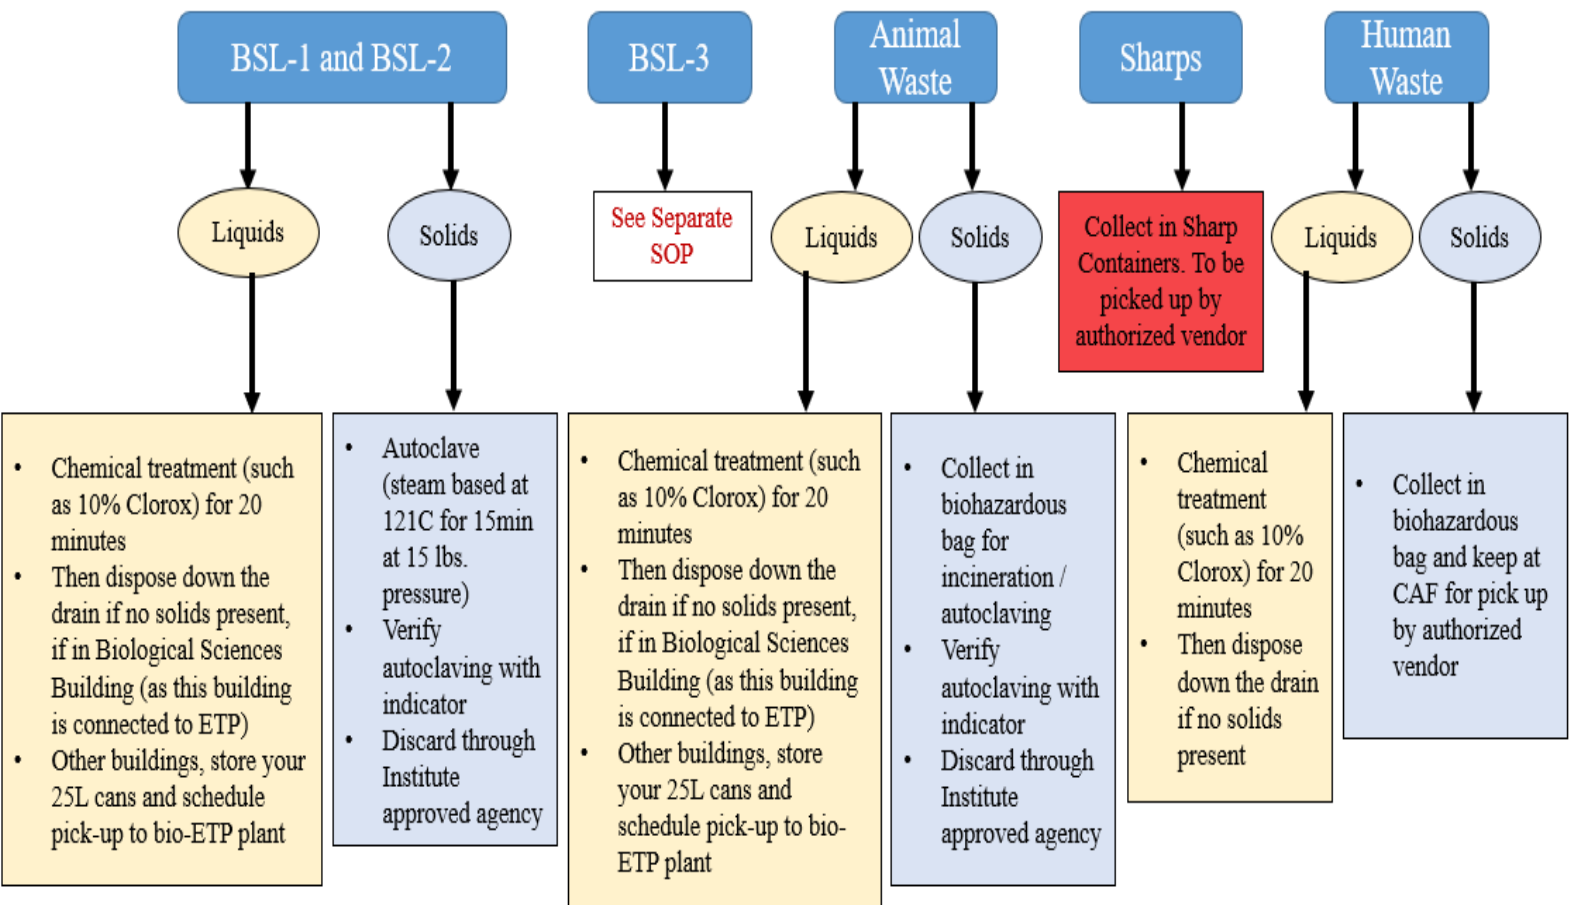 BSL-1 and BSL-2
BSL-3
Animal
Waste
Sharps
Human
Waste
Liquids
Solids
See Separate
SOP
Liquids
Solids
Collect in Sharp
Containers. To be
picked up by
authorized vendor
Liquids
Solids
• Chemical treatment (such
as 10% Clorox) for 20
minutes
• Then dispose down the
drain if no solids present,
if in Biological Sciences
Building (as this building
is connected to ETP)
• Other buildings, store your
25L cans and schedule
pick-up to bio-ETP plant
• Autoclave
(steam based at
121C for 15min
at 15 lbs.
pressure)
• Verify
autoclaving with
indicator
• Discard through
Institute
approved agency
• Chemical treatment (such
as 10% Clorox) for 20
minutes
• Then dispose down the
drain if no solids present,
if in Biological Sciences
Building (as this building
is connected to ETP)
• Other buildings, store
your 25L cans and
schedule pick-up to bio-
ETP plant
• Collect in
biohazardous
bag for
incineration /
autoclaving
• Verify
autoclaving with
indicator
• Discard through
Institute
approved agency
• Chemical
treatment
(such as 10%
Clorox) for 20
minutes
• Then dispose
down the drain
if no solids
present
• Collect in
biohazardous
bag and keep at
CAF for pick up
by authorized
vendor